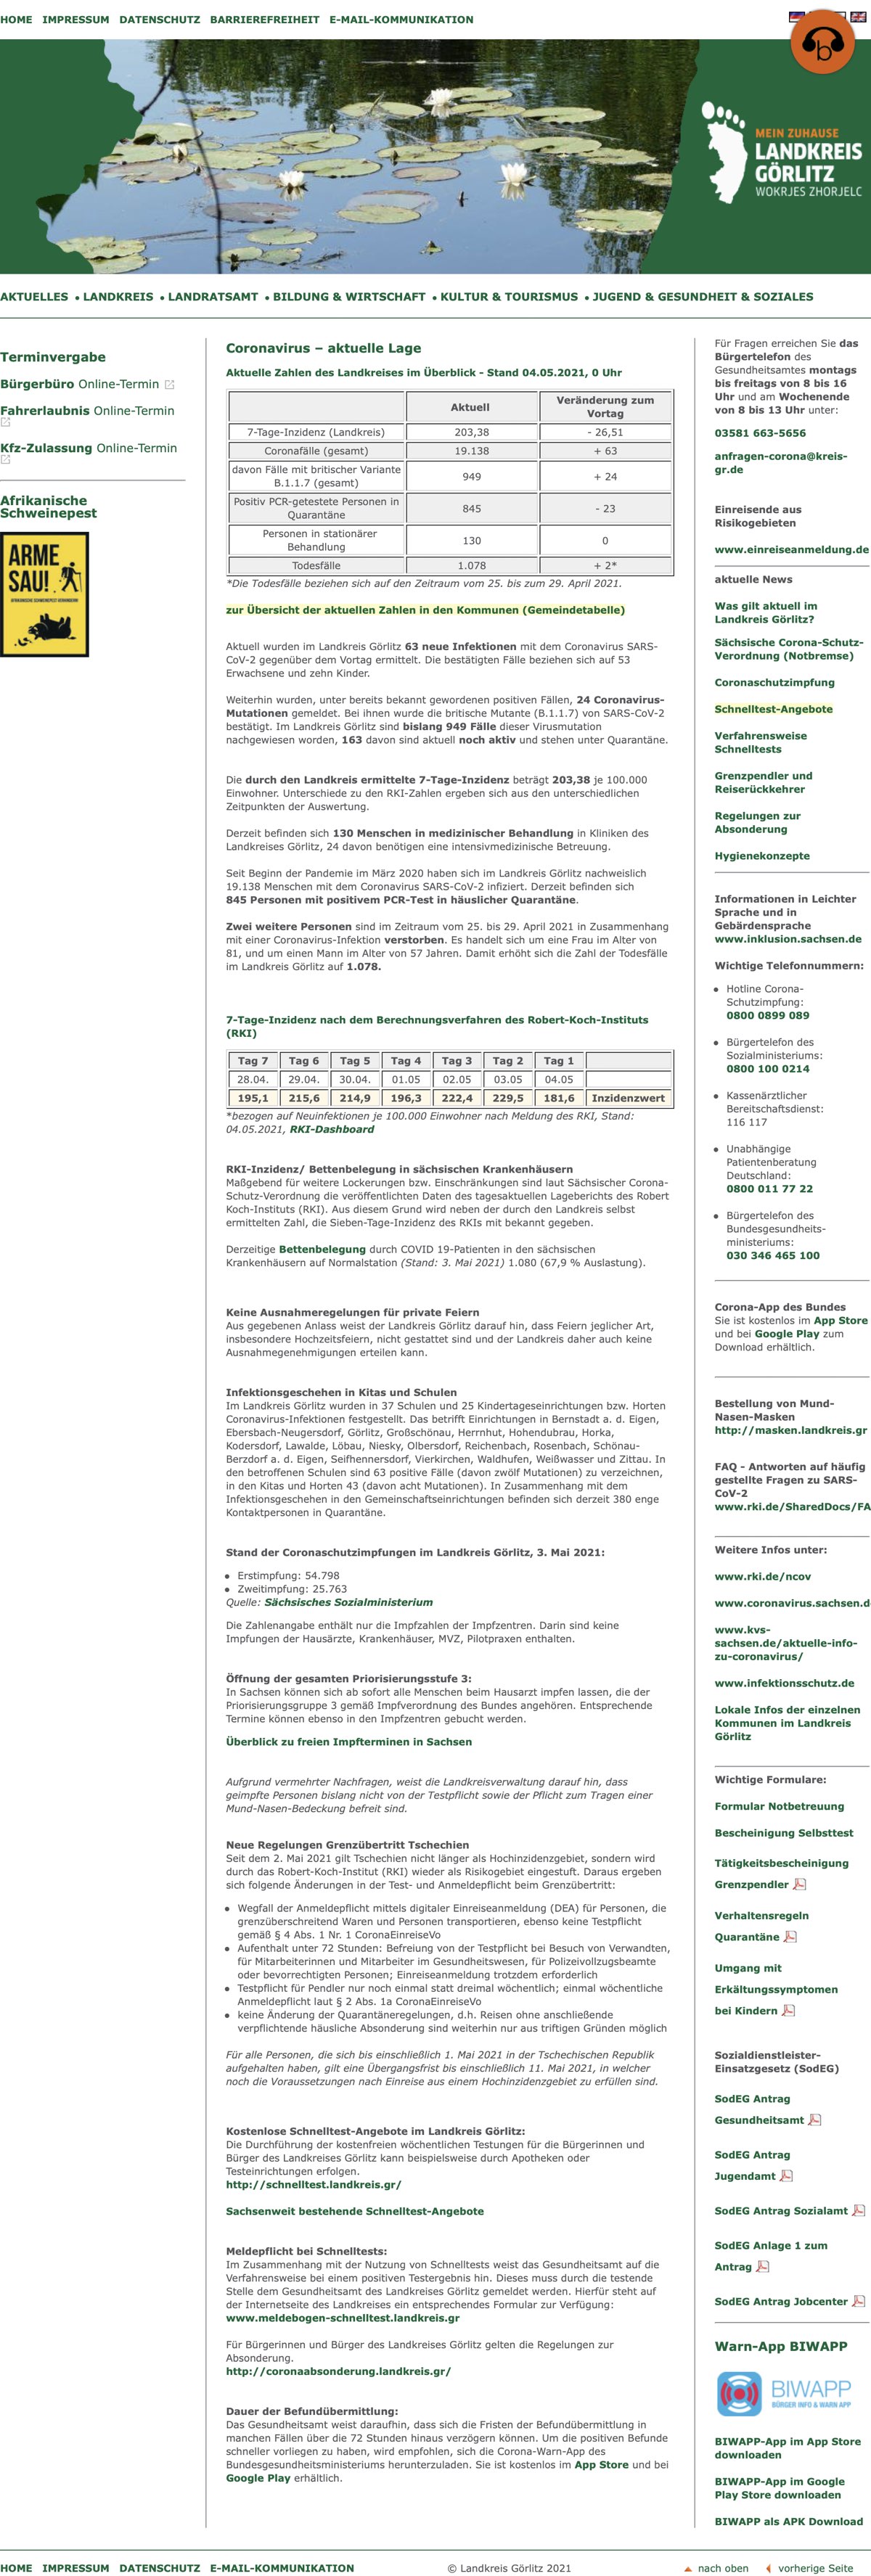 HOME IMPRESSUM DATENSCHUTZ BARRIEREFREIHEIT E-MAIL-KOMMUNIKATION
MEIN ZUHAUSE
LANDKREIS
GÖRLITZ
WOKRJES ZHORJELC
AKTUELLES • LANDKREIS • LANDRATSAMT • BILDUNG & WIRTSCHAFT • KULTUR & TOURISMUS • JUGEND & GESUNDHEIT & SOZIALES
Terminvergabe
Bürgerbüro Online-Termin
Fahrerlaubnis Online-Termin
Kfz-Zulassung Online-Termin
Afrikanische
Schweinepest
ARME
SAU!
Coronavirus – aktuelle Lage
Aktuelle Zahlen des Landkreises im Überblick - Stand 04.05.2021, 0 Uhr
Aktuell Veränderung zum
Vortag
7-Tage-Inzidenz (Landkreis) 203,38 - 26,51
Coronafälle (gesamt) 19.138 + 63
davon Fälle mit britischer Variante
B.1.1.7 (gesamt) 949 + 24
Positiv PCR-getestete Personen in
Quarantäne 845 - 23
Personen in stationärer
Behandlung 130 0
Todesfälle 1.078 + 2*
*Die Todesfälle beziehen sich auf den Zeitraum vom 25. bis zum 29. April 2021.
zur Übersicht der aktuellen Zahlen in den Kommunen (Gemeindetabelle)
Aktuell wurden im Landkreis Görlitz 63 neue Infektionen mit dem Coronavirus SARS-
CoV-2 gegenüber dem Vortag ermittelt. Die bestätigten Fälle beziehen sich auf 53
Erwachsene und zehn Kinder.
Weiterhin wurden, unter bereits bekannt gewordenen positiven Fällen, 24 Coronavirus-
Mutationen gemeldet. Bei ihnen wurde die britische Mutante (B.1.1.7) von SARS-CoV-2
bestätigt. Im Landkreis Görlitz sind bislang 949 Fälle dieser Virusmutation
nachgewiesen worden, 163 davon sind aktuell noch aktiv und stehen unter Quarantäne.
Die durch den Landkreis ermittelte 7-Tage-Inzidenz beträgt 203,38 je 100.000
Einwohner. Unterschiede zu den RKI-Zahlen ergeben sich aus den unterschiedlichen
Zeitpunkten der Auswertung.
Derzeit befinden sich 130 Menschen in medizinischer Behandlung in Kliniken des
Landkreises Görlitz, 24 davon benötigen eine intensivmedizinische Betreuung.
Seit Beginn der Pandemie im März 2020 haben sich im Landkreis Görlitz nachweislich
19.138 Menschen mit dem Coronavirus SARS-CoV-2 infiziert. Derzeit befinden sich
845 Personen mit positivem PCR-Test in häuslicher Quarantäne.
Zwei weitere Personen sind im Zeitraum vom 25. bis 29. April 2021 in Zusammenhang
mit einer Coronavirus-Infektion verstorben. Es handelt sich um eine Frau im Alter von
81, und um einen Mann im Alter von 57 Jahren. Damit erhöht sich die Zahl der Todesfälle
im Landkreis Görlitz auf 1.078.
7-Tage-Inzidenz nach dem Berechnungsverfahren des Robert-Koch-Instituts
(RKI)
Tag 7 Tag 6 Tag 5 Tag 4 Tag 3 Tag 2 Tag 1
28.04. 29.04. 30.04. 01.05 02.05 03.05 04.05
195,1 215,6 214,9 196,3 222,4 229,5 181,6 Inzidenzwert
*bezogen auf Neuinfektionen je 100.000 Einwohner nach Meldung des RKI, Stand:
04.05.2021, RKI-Dashboard
RKI-Inzidenz/ Bettenbelegung in sächsischen Krankenhäusern
Maßgebend für weitere Lockerungen bzw. Einschränkungen sind laut Sächsischer Corona-
Schutz-Verordnung die veröffentlichten Daten des tagesaktuellen Lageberichts des Robert
Koch-Instituts (RKI). Aus diesem Grund wird neben der durch den Landkreis selbst
ermittelten Zahl, die Sieben-Tage-Inzidenz des RKIs mit bekannt gegeben.
Derzeitige Bettenbelegung durch COVID 19-Patienten in den sächsischen
Krankenhäusern auf Normalstation (Stand: 3. Mai 2021) 1.080 (67,9 % Auslastung).
Keine Ausnahmeregelungen für private Feiern
Aus gegebenen Anlass weist der Landkreis Görlitz darauf hin, dass Feiern jeglicher Art,
insbesondere Hochzeitsfeiern, nicht gestattet sind und der Landkreis daher auch keine
Ausnahmegenehmigungen erteilen kann.
Infektionsgeschehen in Kitas und Schulen
Im Landkreis Görlitz wurden in 37 Schulen und 25 Kindertageseinrichtungen bzw. Horten
Coronavirus-Infektionen festgestellt. Das betrifft Einrichtungen in Bernstadt a. d. Eigen,
Ebersbach-Neugersdorf, Görlitz, Großschönau, Herrnhut, Hohendubrau, Horka,
Kodersdorf, Lawalde, Löbau, Niesky, Olbersdorf, Reichenbach, Rosenbach, Schönau-
Berzdorf a. d. Eigen, Seifhennersdorf, Vierkirchen, Waldhufen, Weißwasser und Zittau. In
den betroffenen Schulen sind 63 positive Fälle (davon zwölf Mutationen) zu verzeichnen,
in den Kitas und Horten 43 (davon acht Mutationen). In Zusammenhang mit dem
Infektionsgeschehen in den Gemeinschaftseinrichtungen befinden sich derzeit 380 enge
Kontaktpersonen in Quarantäne.
Stand der Coronaschutzimpfungen im Landkreis Görlitz, 3. Mai 2021:
• Erstimpfung: 54.798
• Zweitimpfung: 25.763
Quelle: Sächsisches Sozialministerium
Die Zahlenangabe enthält nur die Impfzahlen der Impfzentren. Darin sind keine
Impfungen der Hausärzte, Krankenhäuser, MVZ, Pilotpraxen enthalten.
Öffnung der gesamten Priorisierungsstufe 3:
In Sachsen können sich ab sofort alle Menschen beim Hausarzt impfen lassen, die der
Priorisierungsgruppe 3 gemäß Impfverordnung des Bundes angehören. Entsprechende
Termine können ebenso in den Impfzentren gebucht werden.
Überblick zu freien Impfterminen in Sachsen
Aufgrund vermehrter Nachfragen, weist die Landkreisverwaltung darauf hin, dass
geimpfte Personen bislang nicht von der Testpflicht sowie der Pflicht zum Tragen einer
Mund-Nasen-Bedeckung befreit sind.
Neue Regelungen Grenzübertritt Tschechien
Seit dem 2. Mai 2021 gilt Tschechien nicht länger als Hochinzidenzgebiet, sondern wird
durch das Robert-Koch-Institut (RKI) wieder als Risikogebiet eingestuft. Daraus ergeben
sich folgende Änderungen in der Test- und Anmeldepflicht beim Grenzübertritt:
• Wegfall der Anmeldepflicht mittels digitaler Einreiseanmeldung (DEA) für Personen, die
grenzüberschreitend Waren und Personen transportieren, ebenso keine Testpflicht
gemäß § 4 Abs. 1 Nr. 1 CoronaEinreiseVo
• Aufenthalt unter 72 Stunden: Befreiung von der Testpflicht bei Besuch von Verwandten,
für Mitarbeiterinnen und Mitarbeiter im Gesundheitswesen, für Polizeivollzugsbeamte
oder bevorrechtigten Personen; Einreiseanmeldung trotzdem erforderlich
• Testpflicht für Pendler nur noch einmal statt dreimal wöchentlich; einmal wöchentliche
Anmeldepflicht laut § 2 Abs. 1a CoronaEinreiseVo
• keine Änderung der Quarantäneregelungen, d.h. Reisen ohne anschließende
verpflichtende häusliche Absonderung sind weiterhin nur aus triftigen Gründen möglich
Für alle Personen, die sich bis einschließlich 1. Mai 2021 in der Tschechischen Republik
aufgehalten haben, gilt eine Übergangsfrist bis einschließlich 11. Mai 2021, in welcher
noch die Voraussetzungen nach Einreise aus einem Hochinzidenzgebiet zu erfüllen sind.
Kostenlose Schnelltest-Angebote im Landkreis Görlitz:
Die Durchführung der kostenfreien wöchentlichen Testungen für die Bürgerinnen und
Bürger des Landkreises Görlitz kann beispielsweise durch Apotheken oder
Testeinrichtungen erfolgen.
http://schnelltest.landkreis.gr/
Sachsenweit bestehende Schnelltest-Angebote
Meldepflicht bei Schnelltests:
Im Zusammenhang mit der Nutzung von Schnelltests weist das Gesundheitsamt auf die
Verfahrensweise bei einem positiven Testergebnis hin. Dieses muss durch die testende
Stelle dem Gesundheitsamt des Landkreises Görlitz gemeldet werden. Hierfür steht auf
der Internetseite des Landkreises ein entsprechendes Formular zur Verfügung:
www.meldebogen-schnelltest.landkreis.gr
Für Bürgerinnen und Bürger des Landkreises Görlitz gelten die Regelungen zur
Absonderung.
http://coronaabsonderung.landkreis.gr/
Dauer der Befundübermittlung:
Das Gesundheitsamt weist daraufhin, dass sich die Fristen der Befundübermittlung in
manchen Fällen über die 72 Stunden hinaus verzögern können. Um die positiven Befunde
schneller vorliegen zu haben, wird empfohlen, sich die Corona-Warn-App des
Bundesgesundheitsministeriums herunterzuladen. Sie ist kostenlos im App Store und bei
Google Play erhältlich.
Für Fragen erreichen Sie das
Bürgertelefon des
Gesundheitsamtes montags
bis freitags von 8 bis 16
Uhr und am Wochenende
von 8 bis 13 Uhr unter:
03581 663-5656
anfragen-corona@kreis-
gr.de
Einreisende aus
Risikogebieten
www.einreiseanmeldung.de
aktuelle News
Was gilt aktuell im
Landkreis Görlitz?
Sächsische Corona-Schutz-
Verordnung (Notbremse)
Coronaschutzimpfung
Schnelltest-Angebote
Verfahrensweise
Schnelltests
Grenzpendler und
Reiserückkehrer
Regelungen zur
Absonderung
Hygienekonzepte
Informationen in Leichter
Sprache und in
Gebärdensprache
www.inklusion.sachsen.de
Wichtige Telefonnummern:
• Hotline Corona-
Schutzimpfung:
0800 0899 089
• Bürgertelefon des
Sozialministeriums:
0800 100 0214
• Kassenärztlicher
Bereitschaftsdienst:
116 117
• Unabhängige
Patientenberatung
Deutschland:
0800 011 77 22
• Bürgertelefon des
Bundesgesundheits-
ministeriums:
030 346 465 100
Corona-App des Bundes
Sie ist kostenlos im App Store
und bei Google Play zum
Download erhältlich.
Bestellung von Mund-
Nasen-Masken
http://masken.landkreis.gr
FAQ - Antworten auf häufig
gestellte Fragen zu SARS-
CoV-2
www.rki.de/SharedDocs/FA
Weitere Infos unter:
www.rki.de/ncov
www.coronavirus.sachsen.d
www.kvs-
sachsen.de/aktuelle-info-
zu-coronavirus/
www.infektionsschutz.de
Lokale Infos der einzelnen
Kommunen im Landkreis
Görlitz
Wichtige Formulare:
Formular Notbetreuung
Bescheinigung Selbsttest
Tätigkeitsbescheinigung
Grenzpendler
Verhaltensregeln
Quarantäne
Umgang mit
Erkältungssymptomen
bei Kindern
Sozialdienstleister-
Einsatzgesetz (SodEG)
SodEG Antrag
Gesundheitsamt
SodEG Antrag
Jugendamt
SodEG Antrag Sozialamt
SodEG Anlage 1 zum
Antrag
SodEG Antrag Jobcenter
Warn-App BIWAPP
BIWAPP
BÜRGER INFO & WARN APP
BIWAPP-App im App Store
downloaden
BIWAPP-App im Google
Play Store downloaden
BIWAPP als APK Download
HOME IMPRESSUM DATENSCHUTZ E-MAIL-KOMMUNIKATION
© Landkreis Görlitz 2021
nach oben vorherige Seite